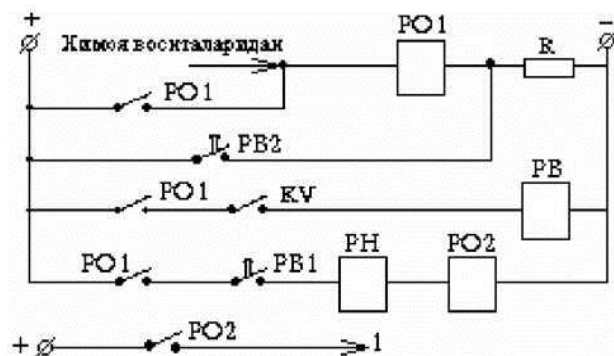 + PO1 −
Ҳимоя воситаларидан R
PO1
PB2
PO1 KV PB
PO1 PB1 PH PO2
+ PO2 1